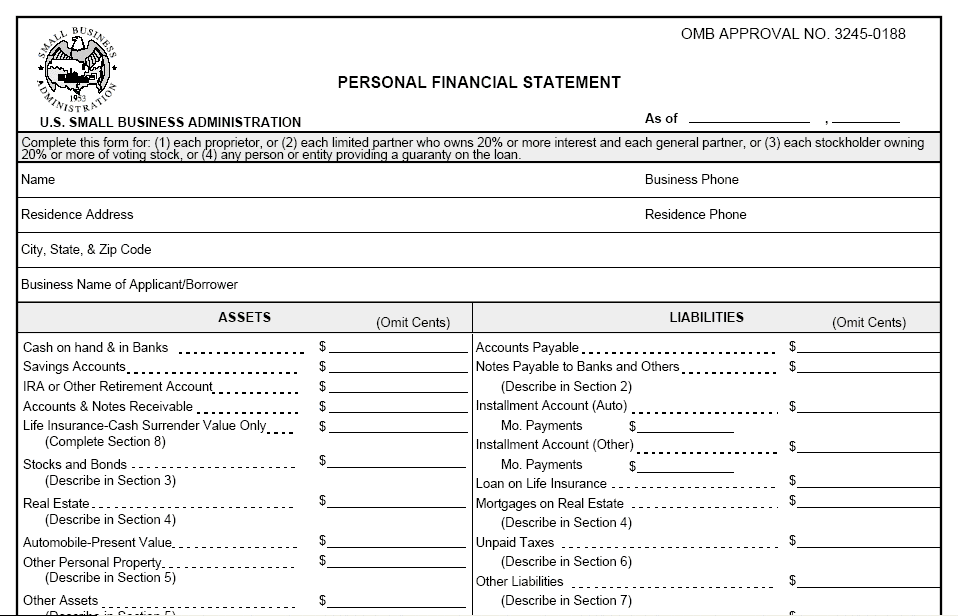 SMALL BUSINESS
ADMINISTRATION
1953
OMB APPROVAL NO. 3245-0188
PERSONAL FINANCIAL STATEMENT
U.S. SMALL BUSINESS ADMINISTRATION
As of ,
Complete this form for: (1) each proprietor, or (2) each limited partner who owns 20% or more interest and each general partner, or (3) each stockholder owning
20% or more of voting stock, or (4) any person or entity providing a guaranty on the loan.
Name
Business Phone
Residence Address
Residence Phone
City, State, & Zip Code
Business Name of Applicant/Borrower
ASSETS (Omit Cents)
Cash on hand & in Banks $
Savings Accounts $
IRA or Other Retirement Account $
Accounts & Notes Receivable $
Life Insurance-Cash Surrender Value Only $
(Complete Section 8)
Stocks and Bonds $
(Describe in Section 3)
Real Estate $
(Describe in Section 4)
Automobile-Present Value $
Other Personal Property $
(Describe in Section 5)
Other Assets $
(Describe in Section 5)
LIABILITIES (Omit Cents)
Accounts Payable $
Notes Payable to Banks and Others $
(Describe in Section 2)
Installment Account (Auto) $
Mo. Payments $
Installment Account (Other) $
Mo. Payments $
Loan on Life Insurance $
Mortgages on Real Estate $
(Describe in Section 4)
Unpaid Taxes $
(Describe in Section 6)
Other Liabilities $
(Describe in Section 7)
$